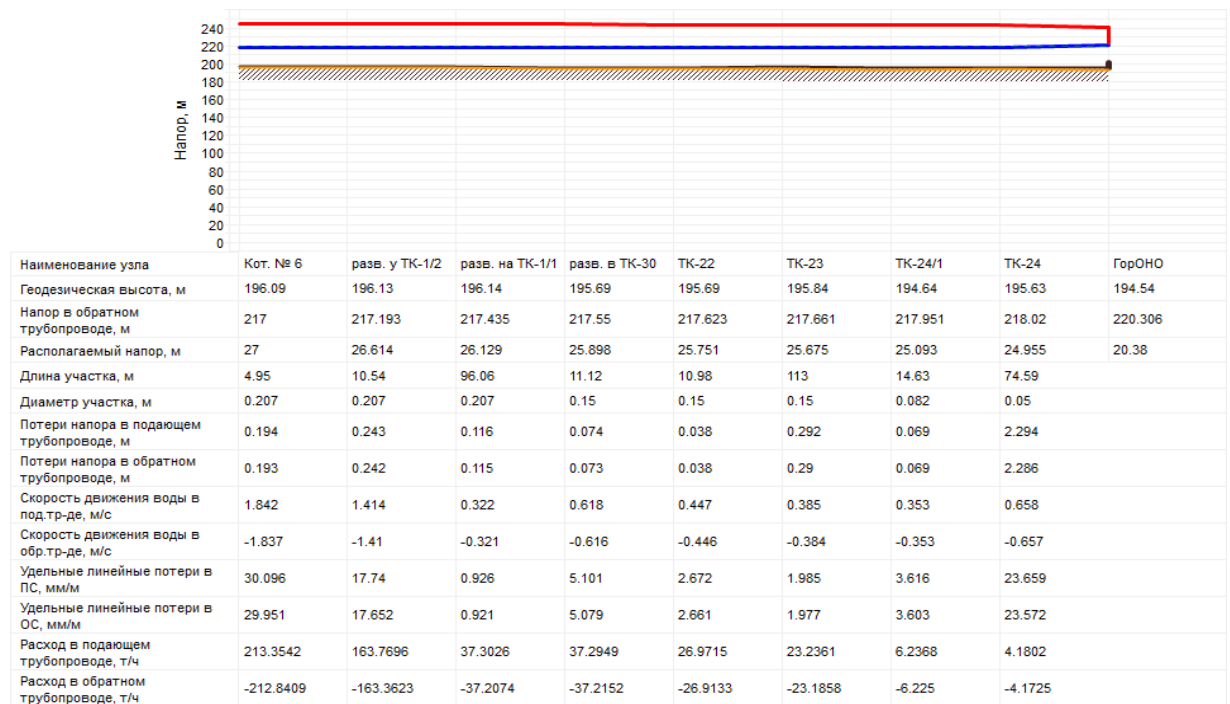 240
220
200
180
160
140
120
100
80
60
40
20
0
Напор, м
Наименование узла Кот. № 6 разв. у ТК-1/2 разв. на ТК-1/1 разв. в ТК-30 ТК-22 ТК-23 ТК-24/1 ТК-24 ГорОНО
Геодезическая высота, м 196.09 196.13 196.14 195.69 195.69 195.84 194.64 195.63 194.54
Напор в обратном
трубопроводе, м 217 217.193 217.435 217.55 217.623 217.661 217.951 218.02 220.306
Располагаемый напор, м 27 26.614 26.129 25.898 25.751 25.675 25.093 24.955 20.38
Длина участка, м 4.95 10.54 96.06 11.12 10.98 113 14.63 74.59
Диаметр участка, м 0.207 0.207 0.207 0.15 0.15 0.15 0.082 0.05
Потери напора в подающем
трубопроводе, м 0.194 0.243 0.116 0.074 0.038 0.292 0.069 2.294
Потери напора в обратном
трубопроводе, м 0.193 0.242 0.115 0.073 0.038 0.29 0.069 2.286
Скорость движения воды в
под.тр-де, м/с 1.842 1.414 0.322 0.618 0.447 0.385 0.353 0.658
Скорость движения воды в
обр.тр-де, м/с -1.837 -1.41 -0.321 -0.616 -0.446 -0.384 -0.353 -0.657
Удельные линейные потери в
ПС, мм/м 30.096 17.74 0.926 5.101 2.672 1.985 3.616 23.659
Удельные линейные потери в
ОС, мм/м 29.951 17.652 0.921 5.079 2.661 1.977 3.603 23.572
Расход в подающем
трубопроводе, т/ч 213.3542 163.7696 37.3026 37.2949 26.9715 23.2361 6.2368 4.1802
Расход в обратном
трубопроводе, т/ч -212.8409 -163.3623 -37.2074 -37.2152 -26.9133 -23.1858 -6.225 -4.1725